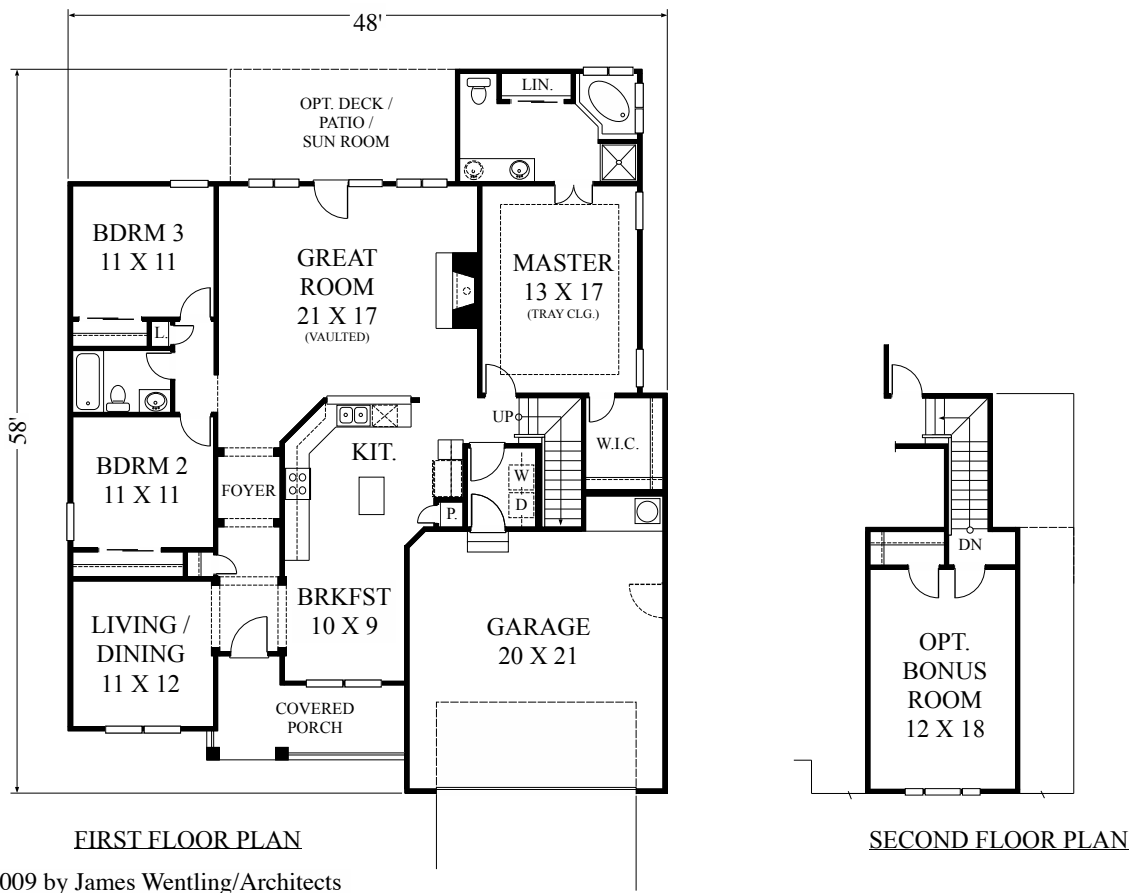 48'
58'
OPT. DECK /
PATIO /
SUN ROOM
LIN.
BDRM 3
11 X 11
GREAT
ROOM
21 X 17
(VAULTED)
MASTER
13 X 17
(TRAY CLG.)
L.
UP
W.I.C.
KIT.
BDRM 2
11 X 11
FOYER
W
D
P.
LIVING /
DINING
11 X 12
BRKFST
10 X 9
GARAGE
20 X 21
COVERED
PORCH
FIRST FLOOR PLAN
009 by James Wentling/Architects
DN
OPT.
BONUS
ROOM
12 X 18
SECOND FLOOR PLAN